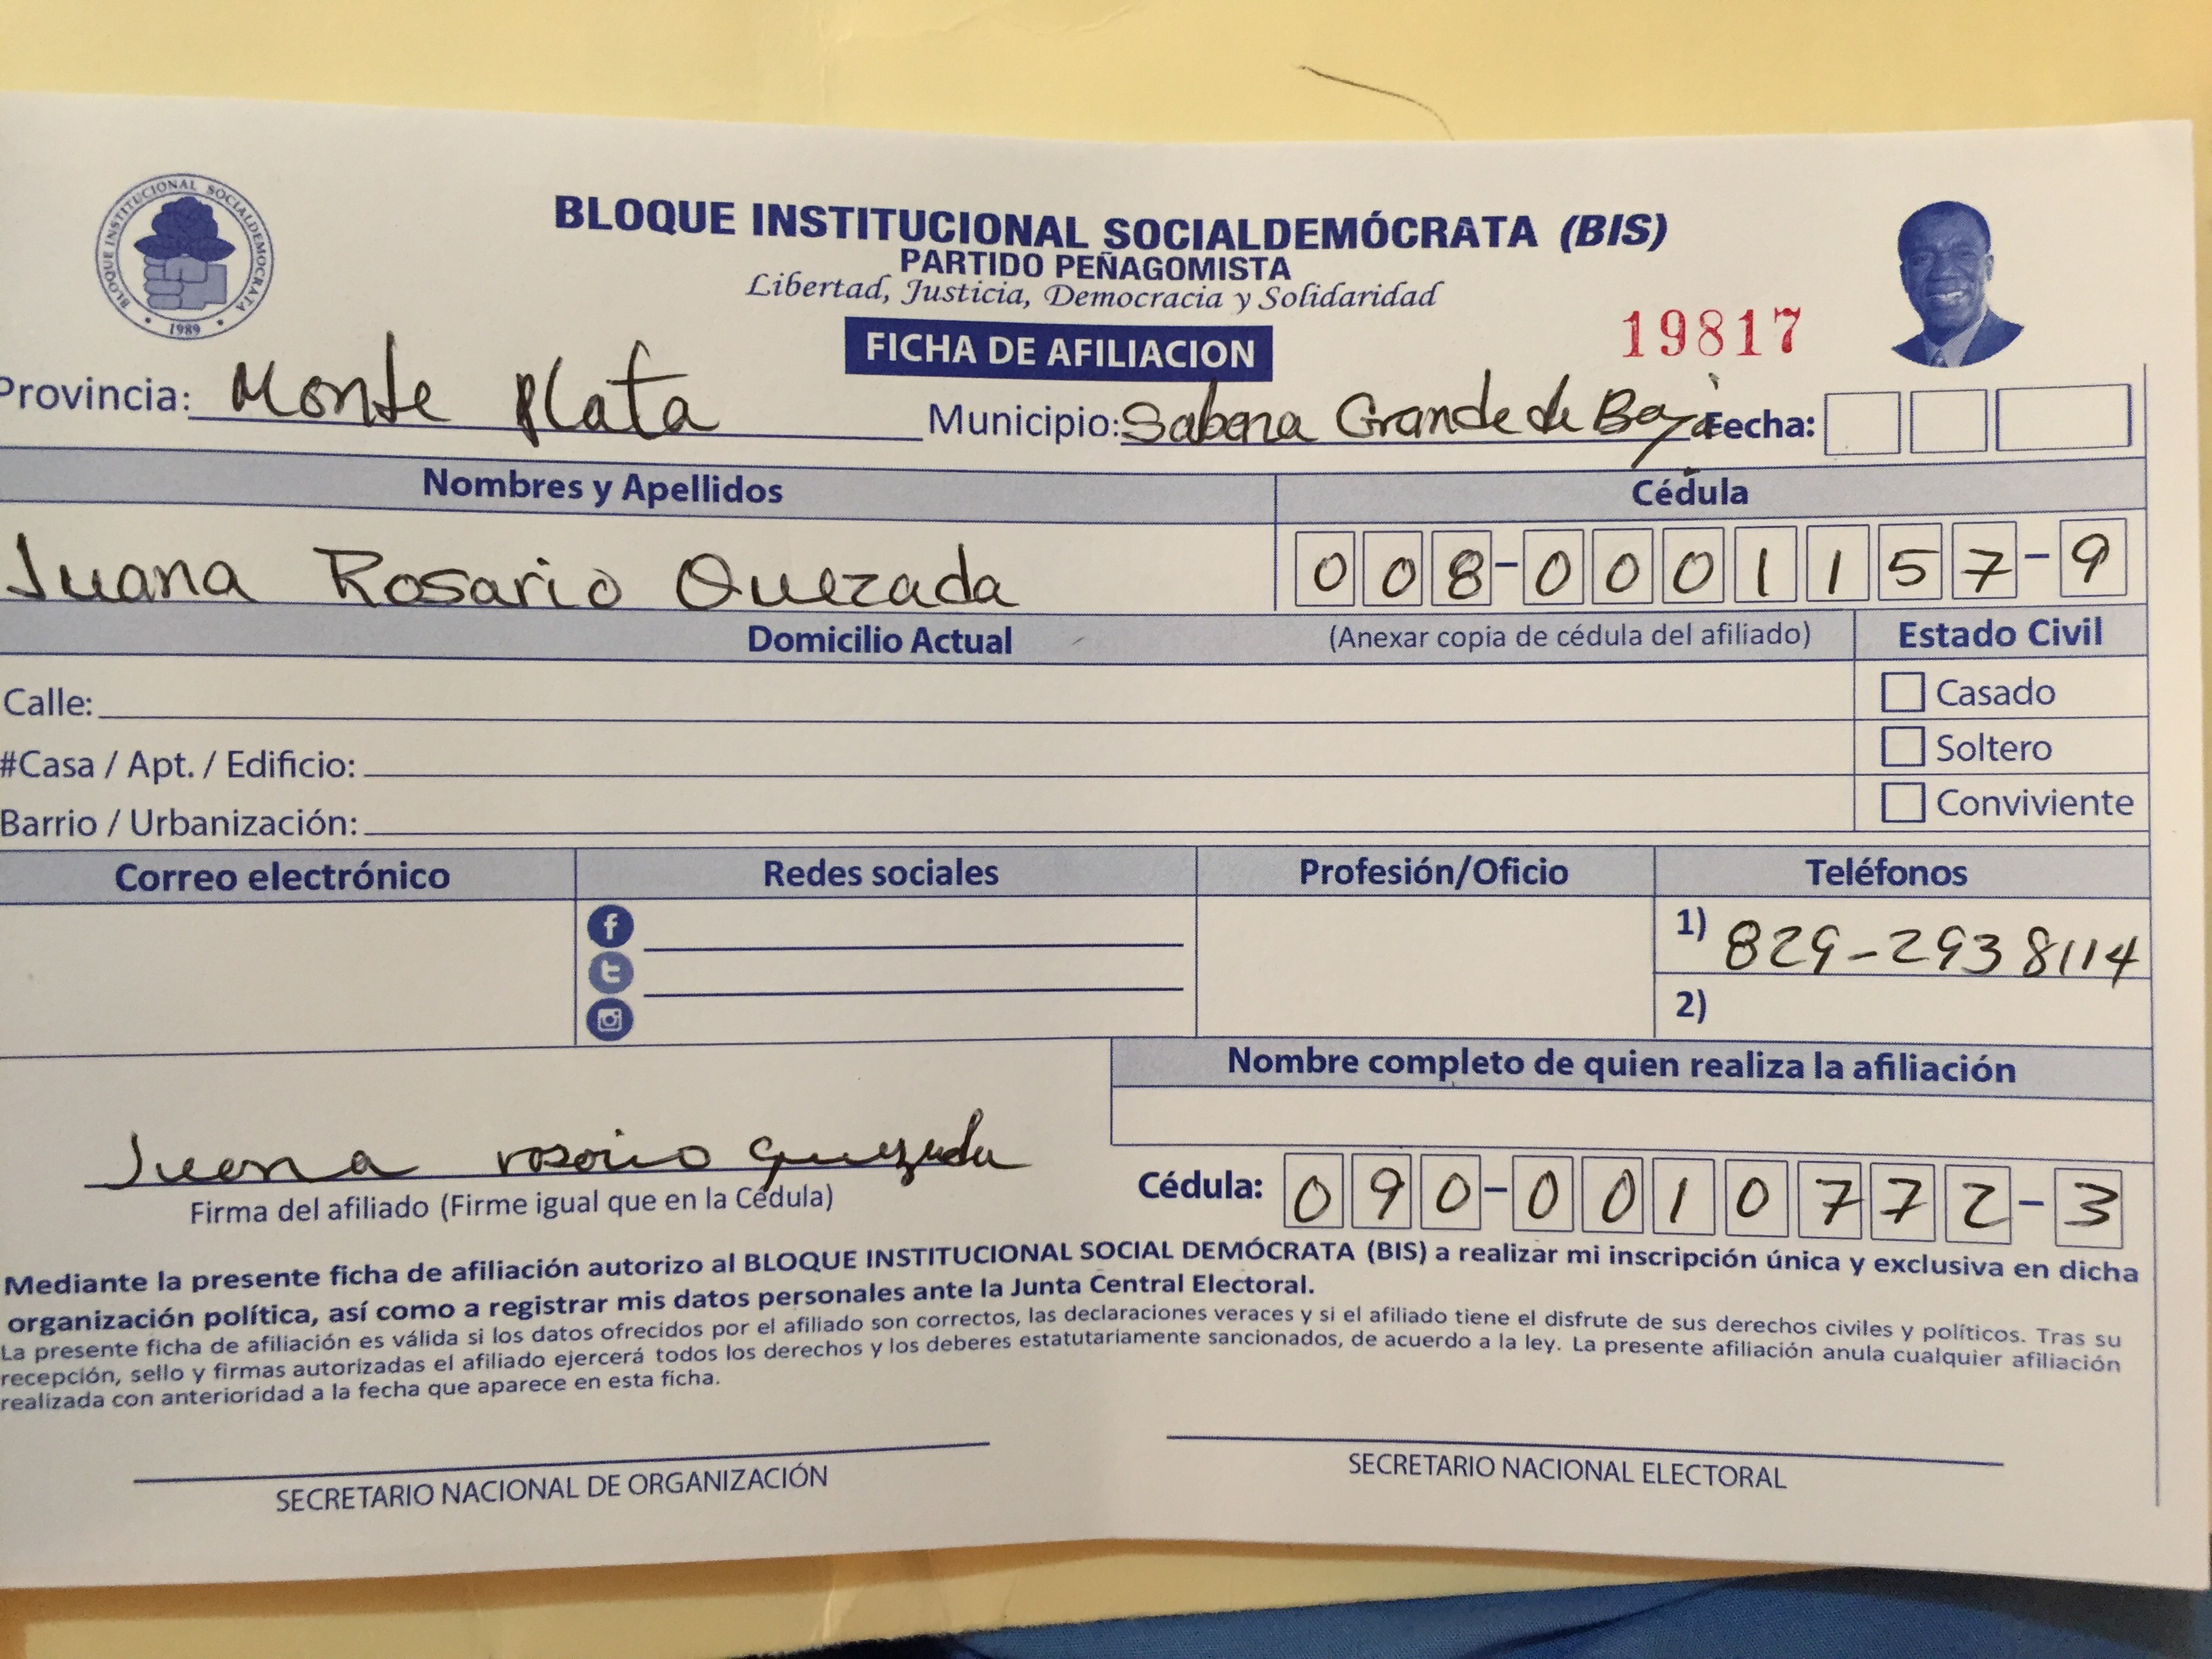 BLOQUE INSTITUCIONAL SOCIALDEMOCRATA
1989
BLOQUE INSTITUCIONAL SOCIALDEMÓCRATA (BIS)
PARTIDO PEÑAGOMISTA
Libertad, Justicia, Democracia y Solidaridad
FICHA DE AFILIACION
19817
Provincia: Monte Plata Municipio: Sabana Grande de Boyá Fecha:
Nombres y Apellidos Cédula
Juana Rosario Quezada 008-0001157-9
Domicilio Actual (Anexar copia de cédula del afiliado) Estado Civil
Calle: Casado
#Casa / Apt. / Edificio: Soltero
Barrio / Urbanización: Conviviente
Correo electrónico Redes sociales Profesión/Oficio Teléfonos
1) 829-2938114
2)
Nombre completo de quien realiza la afiliación
Juana rosario quezada
Firma del afiliado (Firme igual que en la Cédula)
Cédula: 090-0010772-3
Mediante la presente ficha de afiliación autorizo al BLOQUE INSTITUCIONAL SOCIAL DEMÓCRATA (BIS) a realizar mi inscripción única y exclusiva en dicha
organización política, así como a registrar mis datos personales ante la Junta Central Electoral.
La presente ficha de afiliación es válida si los datos ofrecidos por el afiliado son correctos, las declaraciones veraces y si el afiliado tiene el disfrute de sus derechos civiles y políticos. Tras su
recepción, sello y firmas autorizadas el afiliado ejercerá todos los derechos y los deberes estatutariamente sancionados, de acuerdo a la ley. La presente afiliación anula cualquier afiliación
realizada con anterioridad a la fecha que aparece en esta ficha.
SECRETARIO NACIONAL DE ORGANIZACIÓN SECRETARIO NACIONAL ELECTORAL